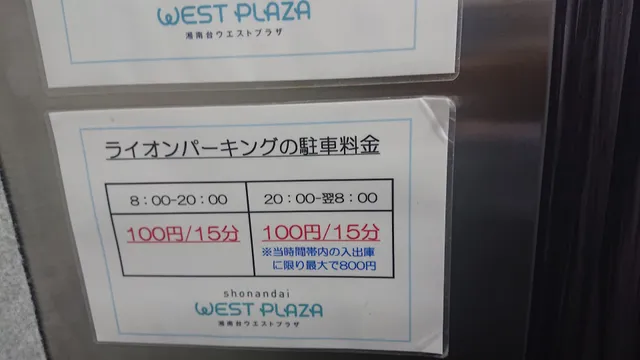 WEST PLAZA
湘南台ウエストプラザ
ライオンパーキングの駐車料金
8：00-20：00 20：00-翌8：00
100円/15分 100円/15分
※当時間帯内の入出庫
に限り最大で800円
shonandai
WEST PLAZA
湘南台ウエストプラザ